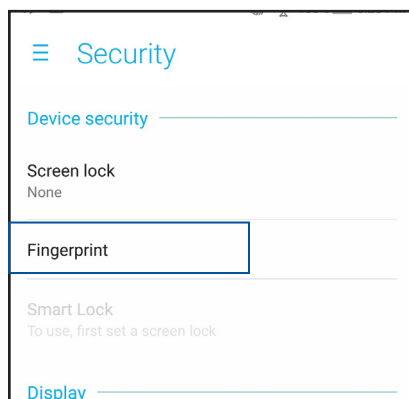 Security
Device security
Screen lock
None
Fingerprint
Smart Lock
To use, first set a screen lock
Display